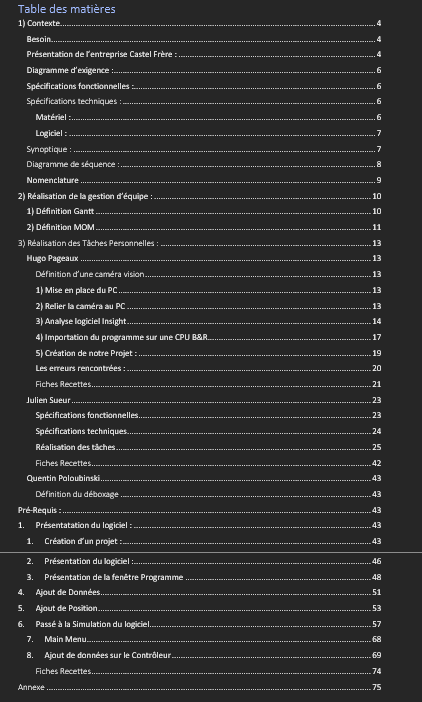 Table des matières
1) Contexte 4
Besoin 4
Présentation de l'entreprise Castel Frère : 4
Diagramme d'exigence : 6
Spécifications fonctionnelles : 6
Spécifications techniques : 6
Matériel : 6
Logiciel : 7
Synoptique : 7
Diagramme de séquence : 8
Nomenclature 9
2) Réalisation de la gestion d'équipe : 10
1) Définition Gantt 10
2) Définition MOM 11
3) Réalisation des Tâches Personnelles : 13
Hugo Pageaux 13
Définition d'une caméra vision 13
1) Mise en place du PC 13
2) Relier la caméra au PC 13
3) Analyse logiciel Insight 14
4) Importation du programme sur une CPU B&R 17
5) Création de notre Projet : 19
Les erreurs rencontrées : 20
Fiches Recettes 21
Julien Sueur 23
Spécifications fonctionnelles 23
Spécifications techniques 24
Réalisation des tâches 25
Fiches Recettes 42
Quentin Poloubinski 43
Définition du déboxage 43
Pré-Requis : 43
1. Présentatation du logiciel : 43
1. Création d'un projet : 43
2. Présentation du logiciel : 46
3. Présentation de la fenêtre Programme 48
4. Ajout de Données 51
5. Ajout de Position 53
6. Passé à la Simulation du logiciel 57
7. Main Menu 68
8. Ajout de données sur le Contrôleur 69
Fiches Recettes 74
Annexe 75